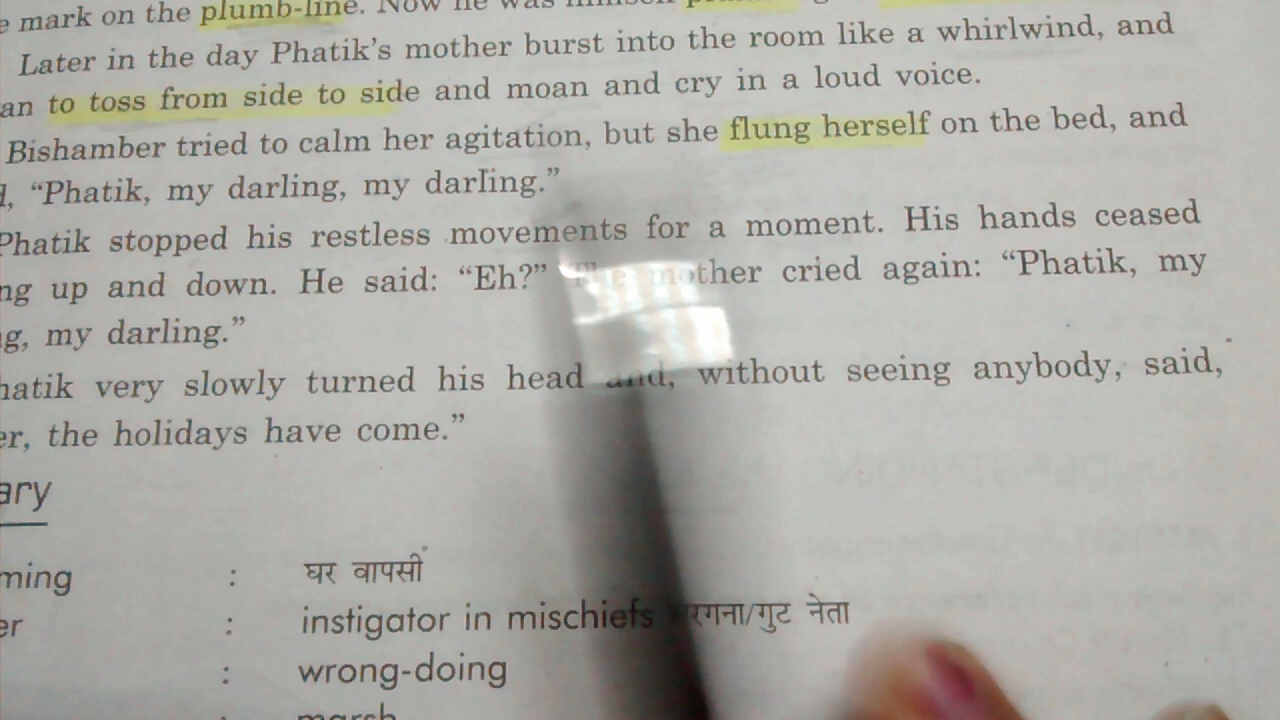 e mark on the plumb-line. Now he was himself
Later in the day Phatik's mother burst into the room like a whirlwind, and
an to toss from side to side and moan and cry in a loud voice.
Bishamber tried to calm her agitation, but she flung herself on the bed, and
d, “Phatik, my darling, my darling.”
Phatik stopped his restless movements for a moment. His hands ceased
ng up and down. He said: “Eh?” The mother cried again: “Phatik, my
g, my darling.”
hatik very slowly turned his head and, without seeing anybody, said,
er, the holidays have come.”
ary
ming : घर वापसी
er : instigator in mischiefs सरगना/गुट नेता
: wrong-doing
marsh